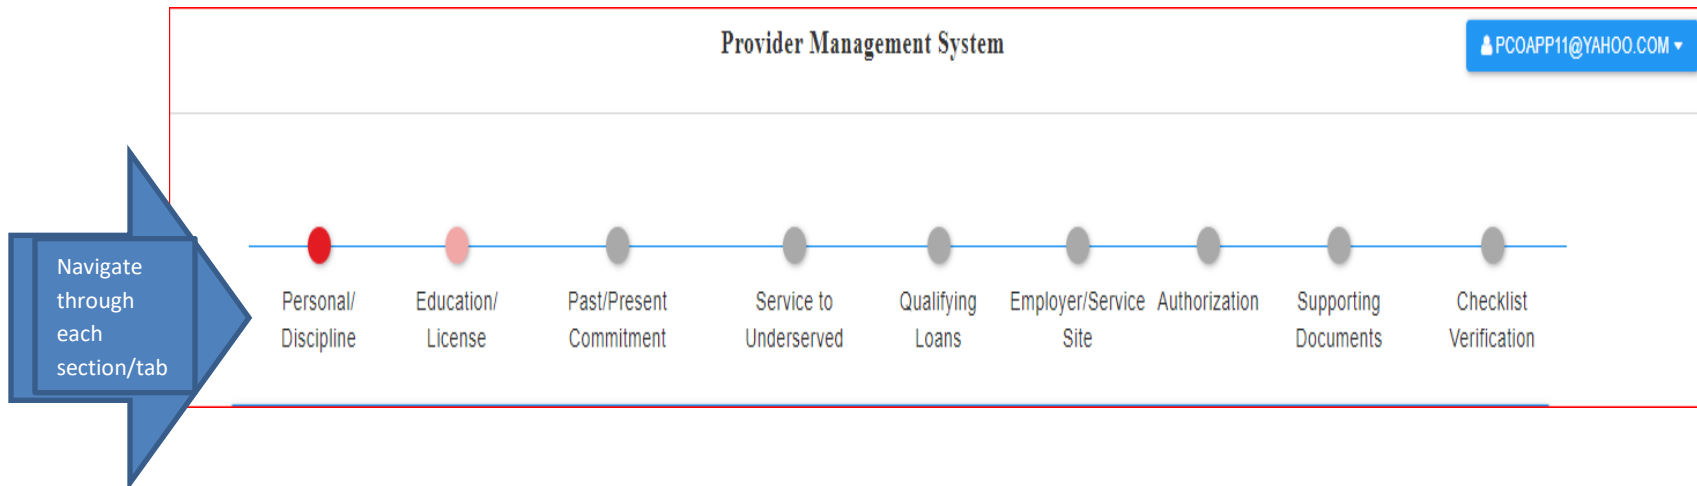 Provider Management System
PCOAPP11@YAHOO.COM
Navigate
through
each
section/tab
Personal/
Discipline
Education/
License
Past/Present
Commitment
Service to
Underserved
Qualifying
Loans
Employer/Service
Site
Authorization
Supporting
Documents
Checklist
Verification